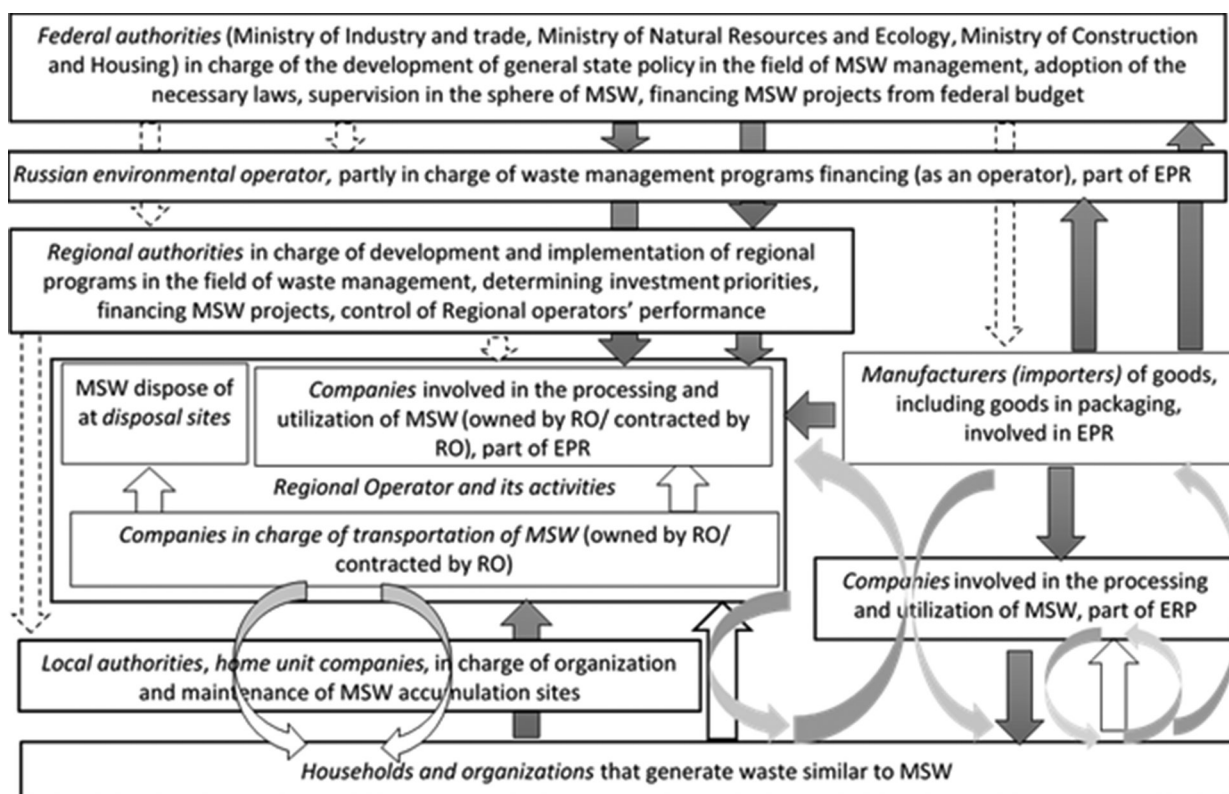 Federal authorities (Ministry of Industry and trade, Ministry of Natural Resources and Ecology, Ministry of Construction
and Housing) in charge of the development of general state policy in the field of MSW management, adoption of the
necessary laws, supervision in the sphere of MSW, financing MSW projects from federal budget
Russian environmental operator, partly in charge of waste management programs financing (as an operator), part of EPR
Regional authorities in charge of development and implementation of regional
programs in the field of waste management, determining investment priorities,
financing MSW projects, control of Regional operators' performance
MSW dispose of
at disposal sites
Companies involved in the processing and
utilization of MSW (owned by RO/ contracted by
RO), part of EPR
Manufacturers (importers) of goods,
including goods in packaging,
involved in EPR
Regional Operator and its activities
Companies in charge of transportation of MSW (owned by RO/
contracted by RO)
Companies involved in the processing
and utilization of MSW, part of ERP
Local authorities, home unit companies, in charge of organization
and maintenance of MSW accumulation sites
Households and organizations that generate waste similar to MSW